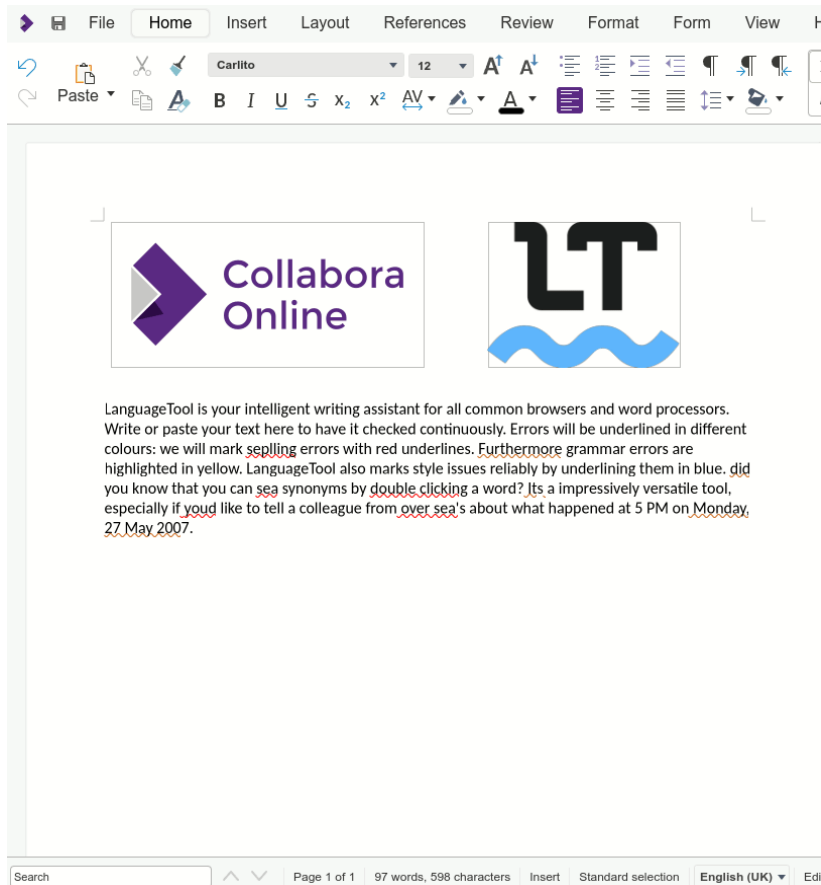 File Home Insert Layout References Review Format Form View
Paste Carlito 12
B I U S X₂ X² AV A
Collabora
Online
LT
LanguageTool is your intelligent writing assistant for all common browsers and word processors.
Write or paste your text here to have it checked continuously. Errors will be underlined in different
colours: we will mark seplling errors with red underlines. Furthermore grammar errors are
highlighted in yellow. LanguageTool also marks style issues reliably by underlining them in blue. did
you know that you can sea synonyms by double clicking a word? Its a impressively versatile tool,
especially if youd like to tell a colleague from over sea's about what happened at 5 PM on Monday,
27 May 2007.
Search Page 1 of 1 97 words, 598 characters Insert Standard selection English (UK) Edi